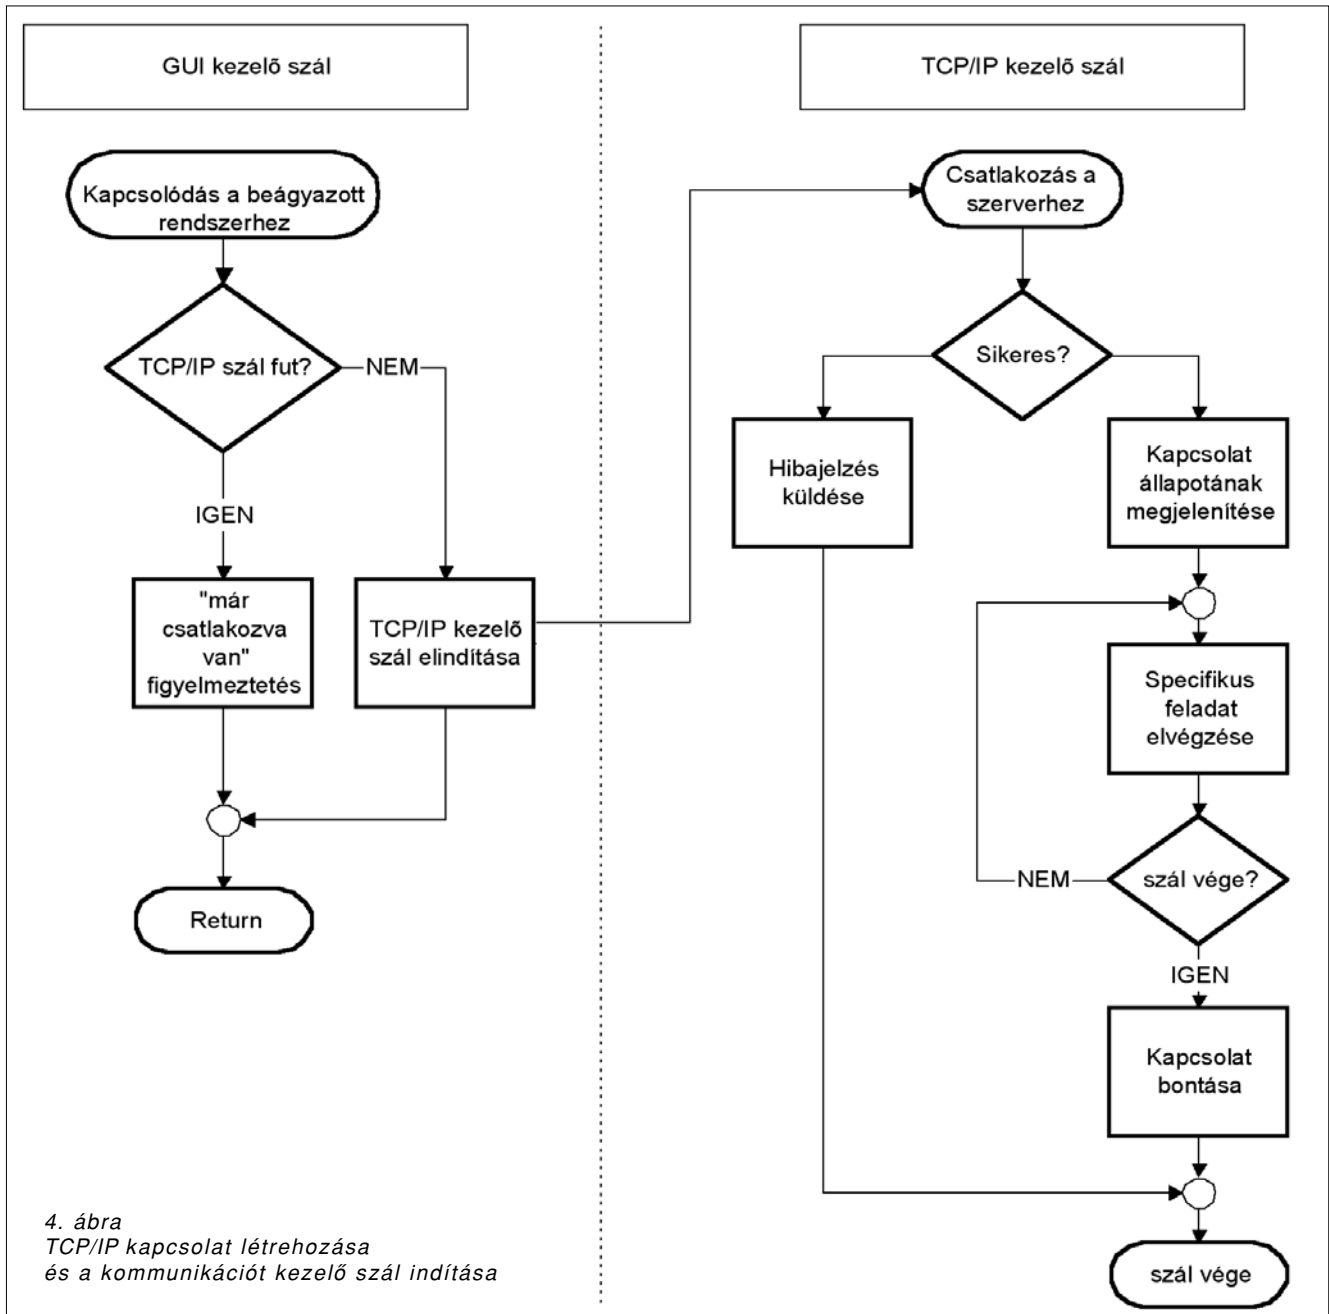 GUI kezelő szál
Kapcsolódás a beágyazott
rendszerhez
TCP/IP szál fut?
NEM
IGEN
"már
csatlakozva
van"
figyelmeztetés
TCP/IP kezelő
szál elindítása
Return
TCP/IP kezelő szál
Csatlakozás a
szerverhez
Sikeres?
Hibajelzés
küldése
Kapcsolat
állapotának
megjelenítése
Specifikus
feladat
elvégzése
NEM
szál vége?
IGEN
Kapcsolat
bontása
szál vége
4. ábra
TCP/IP kapcsolat létrehozása
és a kommunikációt kezelő szál indítása